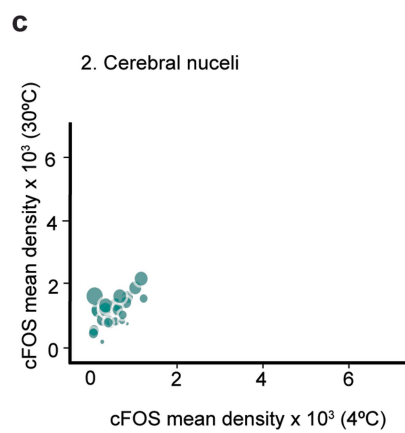 c
2. Cerebral nuceli
cFOS mean density x 10³ (30ºC)
6
4
2
0
0 2 4 6
cFOS mean density x 10³ (4ºC)